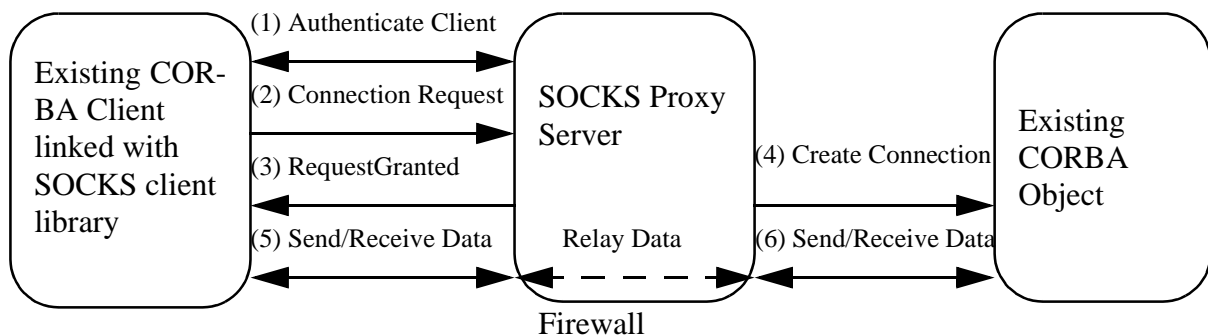 (1) Authenticate Client
Existing COR-
BA Client
linked with
SOCKS client
library
(2) Connection Request
(3) RequestGranted
(5) Send/Receive Data
SOCKS Proxy
Server
Relay Data
Firewall
(4) Create Connection
(6) Send/Receive Data
Existing
CORBA
Object